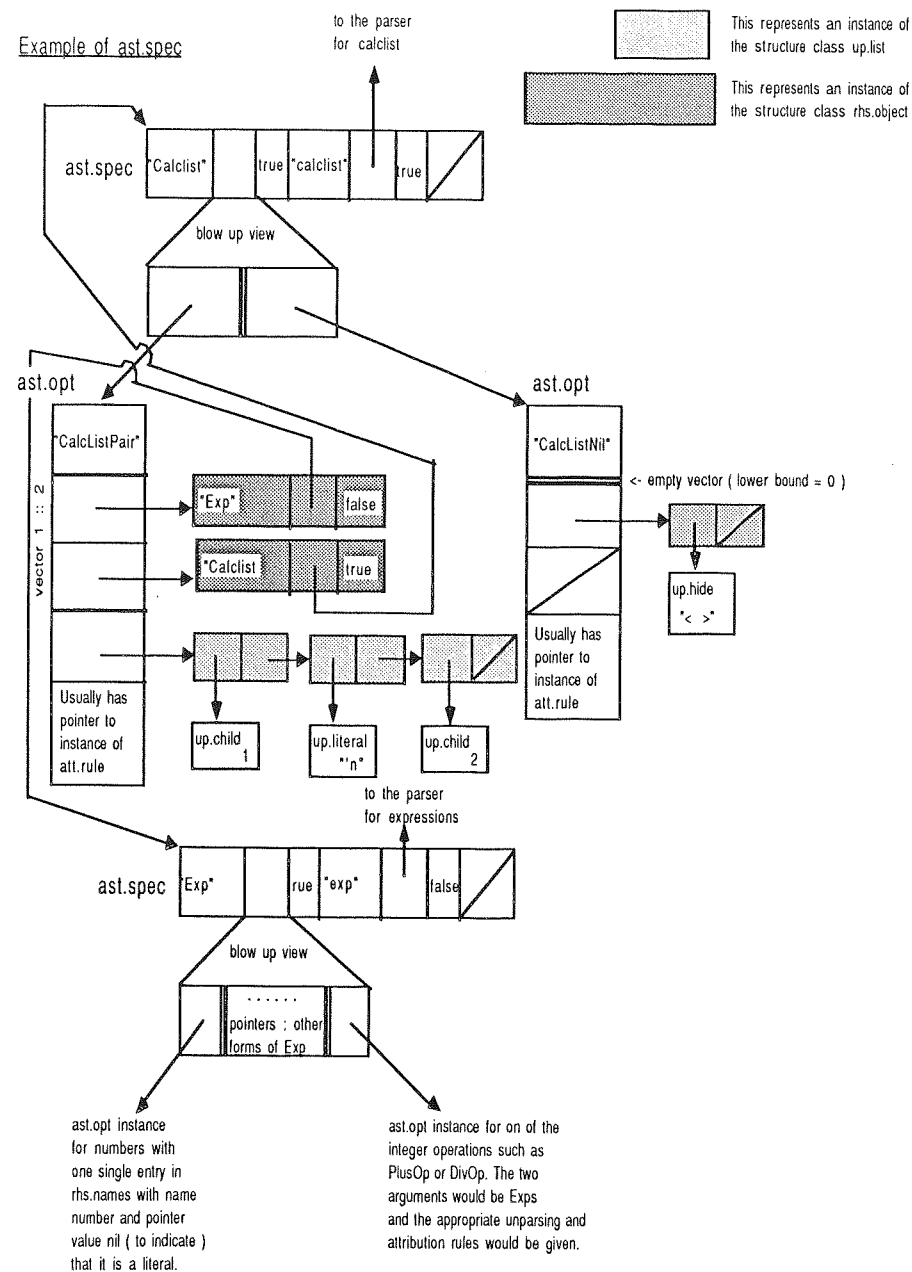 to the parser
for calclist
Example of ast.spec
This represents an instance of
the structure class up.list
This represents an instance of
the structure class rhs.object
ast.spec
"Calclist"
true
"calclist"
true
blow up view
ast.opt
"CalcListPair"
vector 1 :: 2
"Exp"
false
"Calclist
true
Usually has
pointer to
instance of
att.rule
up.child
1
up.literal
"'n"
up.child
2
ast.opt
"CalcListNil"
<- empty vector ( lower bound = 0 )
up.hide
"< >"
Usually has
pointer to
instance of
att.rule
to the parser
for expressions
ast.spec
"Exp"
rue
"exp"
false
blow up view
......
pointers : other
forms of Exp
ast.opt instance
for numbers with
one single entry in
rhs.names with name
number and pointer
value nil ( to indicate )
that it is a literal.
ast.opt instance for on of the
integer operations such as
PlusOp or DivOp. The two
arguments would be Exps
and the appropriate unparsing and
attribution rules would be given.